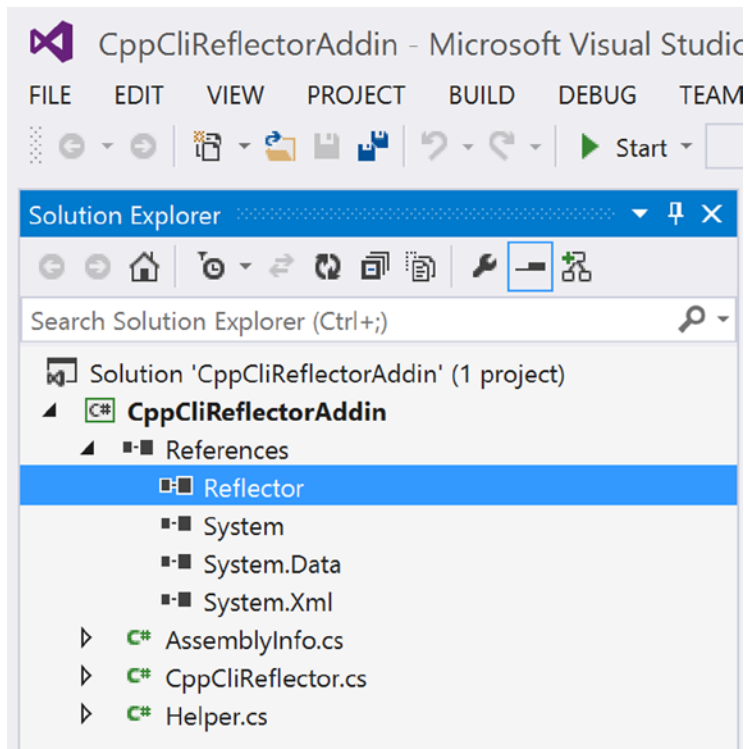 CppCliReflectorAddin - Microsoft Visual Studio
FILE EDIT VIEW PROJECT BUILD DEBUG TEAM
Start
Solution Explorer
Search Solution Explorer (Ctrl+;)
Solution 'CppCliReflectorAddin' (1 project)
C# CppCliReflectorAddin
References
Reflector
System
System.Data
System.Xml
C# AssemblyInfo.cs
C# CppCliReflector.cs
C# Helper.cs